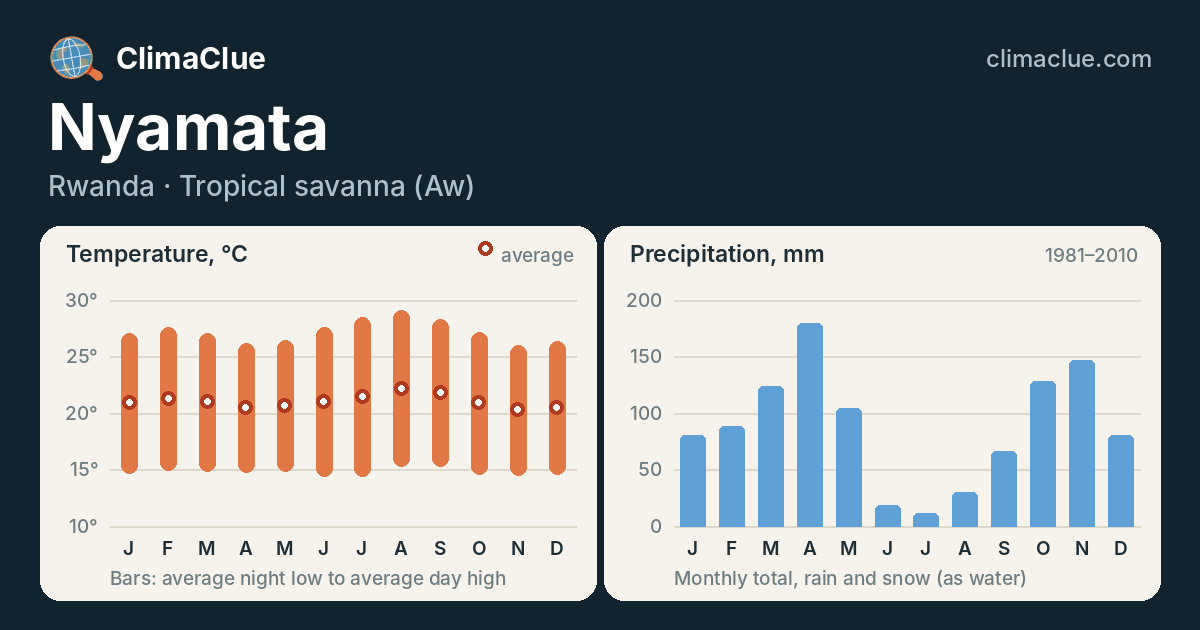 ClimaClue
climaclue.com
Nyamata
Rwanda · Tropical savanna (Aw)
Temperature, °C
average
30°
25°
20°
15°
10°
J F M A M J J A S O N D
Bars: average night low to average day high
Precipitation, mm
1981–2010
200
150
100
50
0
J F M A M J J A S O N D
Monthly total, rain and snow (as water)